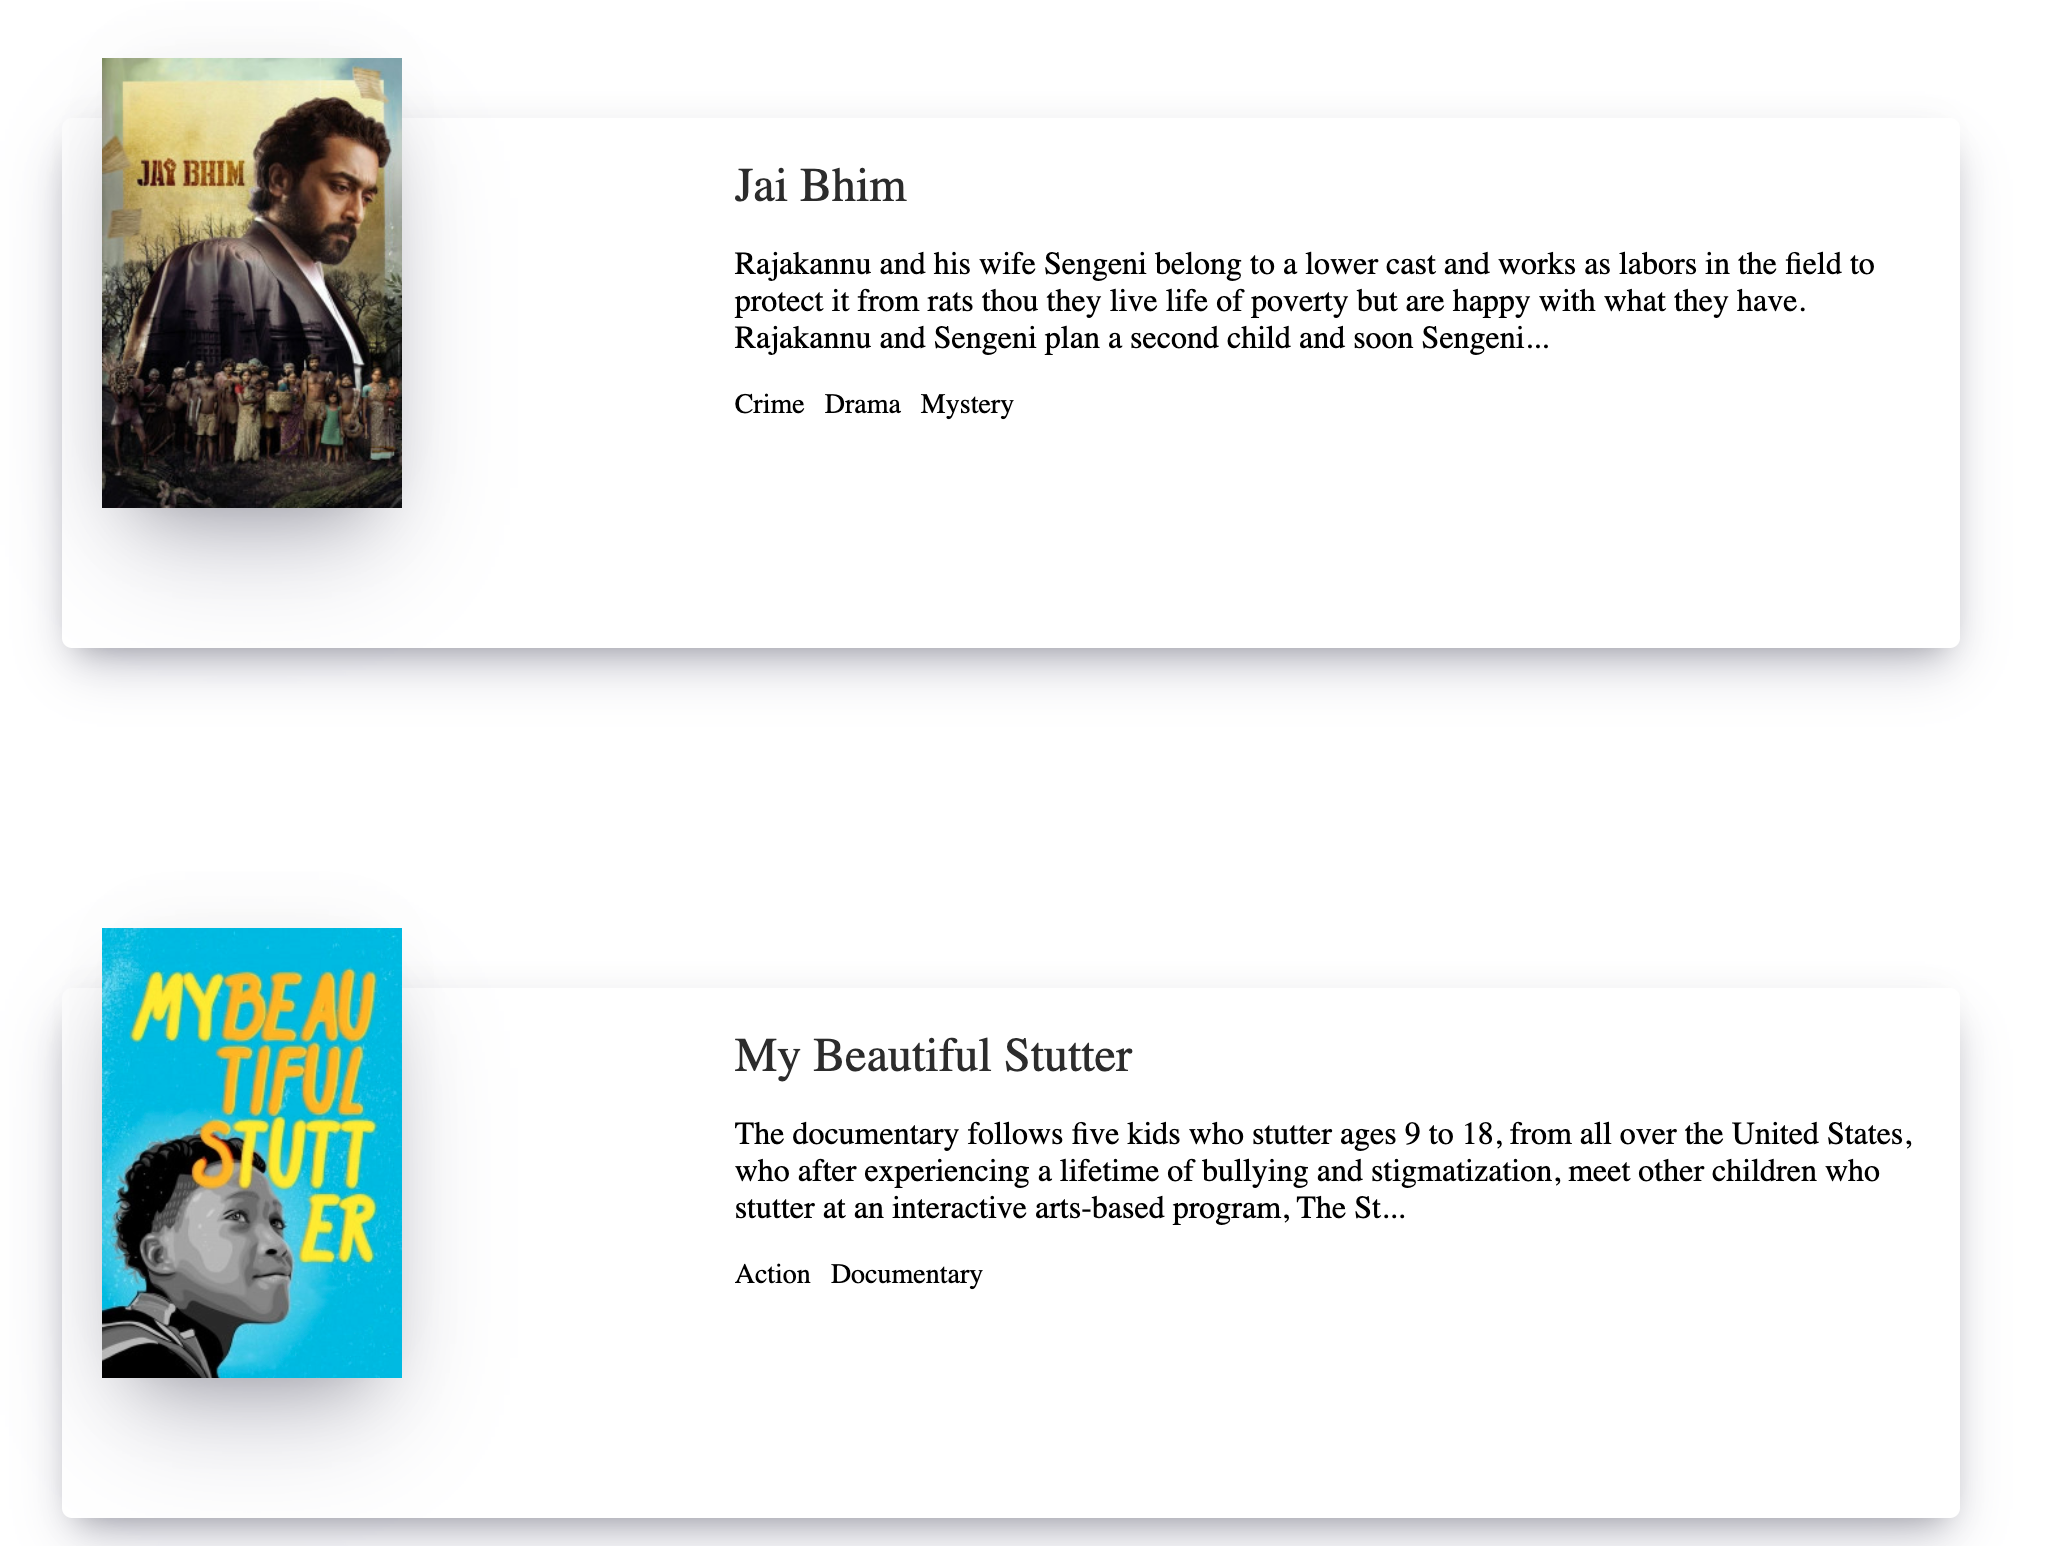 JAI BHIM
Jai Bhim
Rajakannu and his wife Sengeni belong to a lower cast and works as labors in the field to
protect it from rats thou they live life of poverty but are happy with what they have.
Rajakannu and Sengeni plan a second child and soon Sengeni...
Crime Drama Mystery
MY BEAU
TIFUL
STUTT
ER
My Beautiful Stutter
The documentary follows five kids who stutter ages 9 to 18, from all over the United States,
who after experiencing a lifetime of bullying and stigmatization, meet other children who
stutter at an interactive arts-based program, The St...
Action Documentary